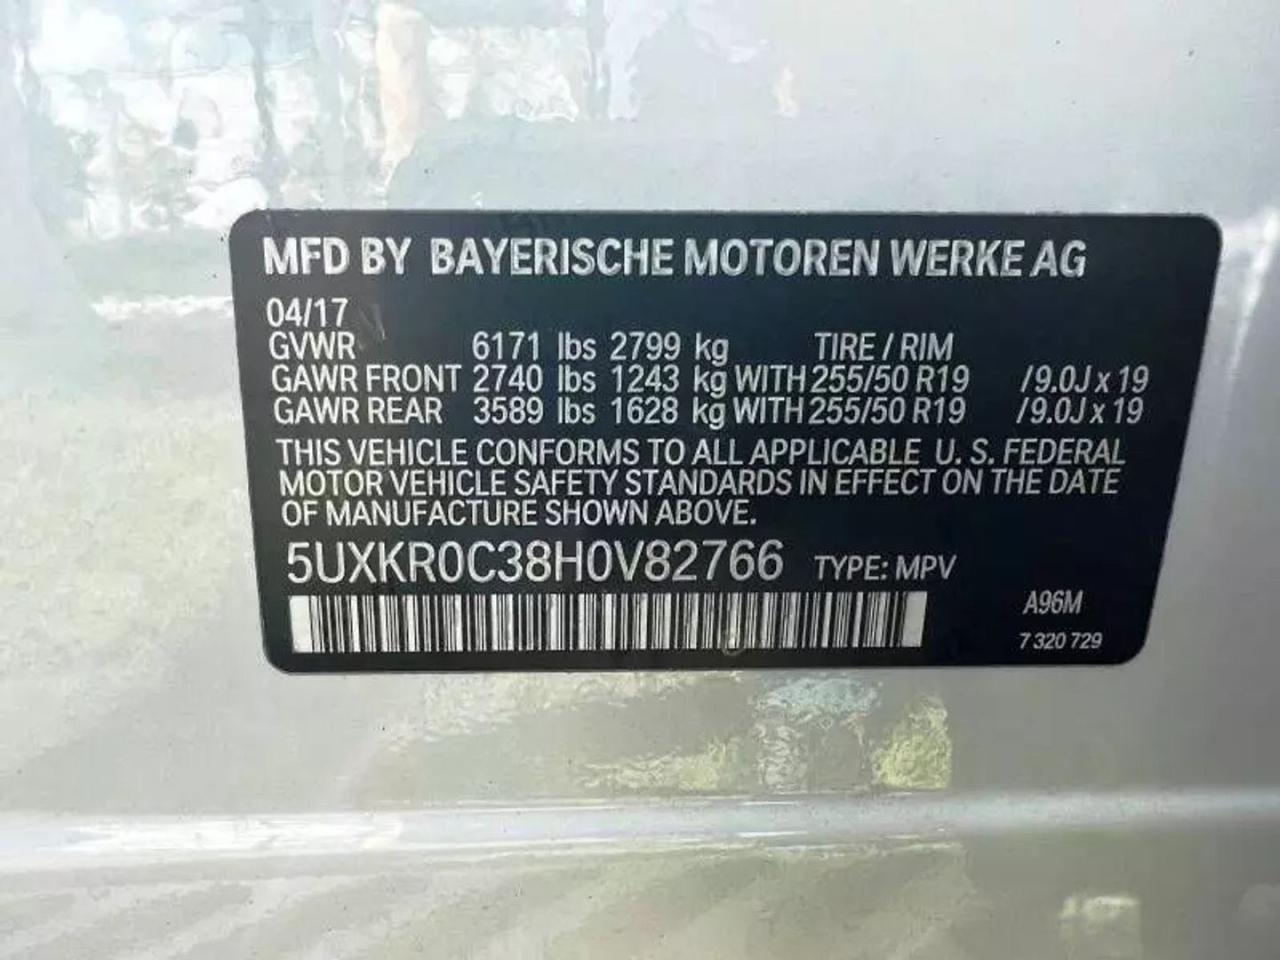 MFD BY BAYERISCHE MOTOREN WERKE AG
04/17
GVWR 6171 lbs 2799 kg TIRE / RIM
GAWR FRONT 2740 lbs 1243 kg WITH 255/50 R19 /9.0J x 19
GAWR REAR 3589 lbs 1628 kg WITH 255/50 R19 /9.0J x 19
THIS VEHICLE CONFORMS TO ALL APPLICABLE U. S. FEDERAL
MOTOR VEHICLE SAFETY STANDARDS IN EFFECT ON THE DATE
OF MANUFACTURE SHOWN ABOVE.
5UXKR0C38H0V82766 TYPE: MPV
A96M
7 320 729